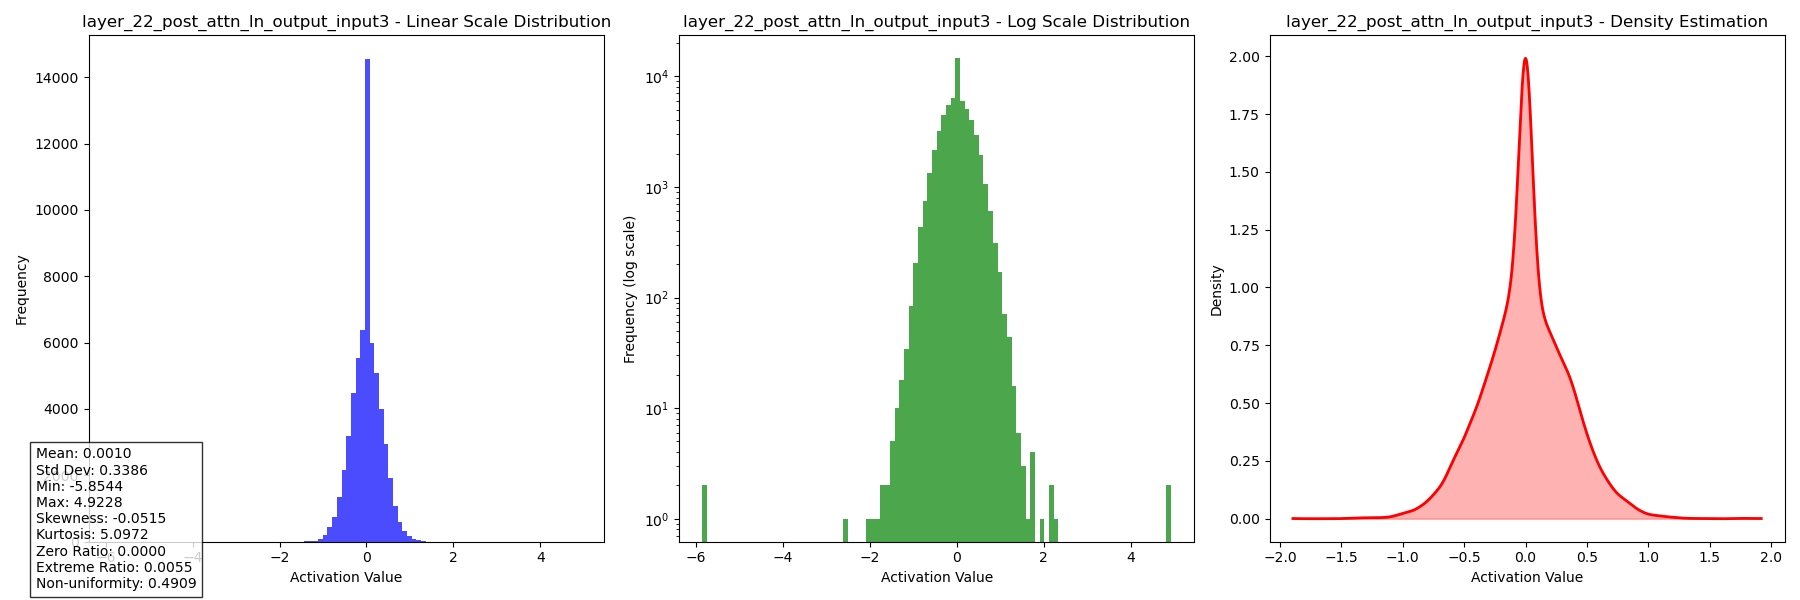 layer_22_post_attn_ln_output_input3 - Linear Scale Distribution
14000
12000
10000
8000
6000
4000
2000
0
Frequency
−6
−4
−2
0
2
4
Activation Value
Mean: 0.0010
Std Dev: 0.3386
Min: -5.8544
Max: 4.9228
Skewness: -0.0515
Kurtosis: 5.0972
Zero Ratio: 0.0000
Extreme Ratio: 0.0055
Non-uniformity: 0.4909
layer_22_post_attn_ln_output_input3 - Log Scale Distribution
10⁴
10³
10²
10¹
10⁰
Frequency (log scale)
−6
−4
−2
0
2
4
Activation Value
layer_22_post_attn_ln_output_input3 - Density Estimation
2.00
1.75
1.50
1.25
1.00
0.75
0.50
0.25
0.00
Density
−2.0
−1.5
−1.0
−0.5
0.0
0.5
1.0
1.5
2.0
Activation Value